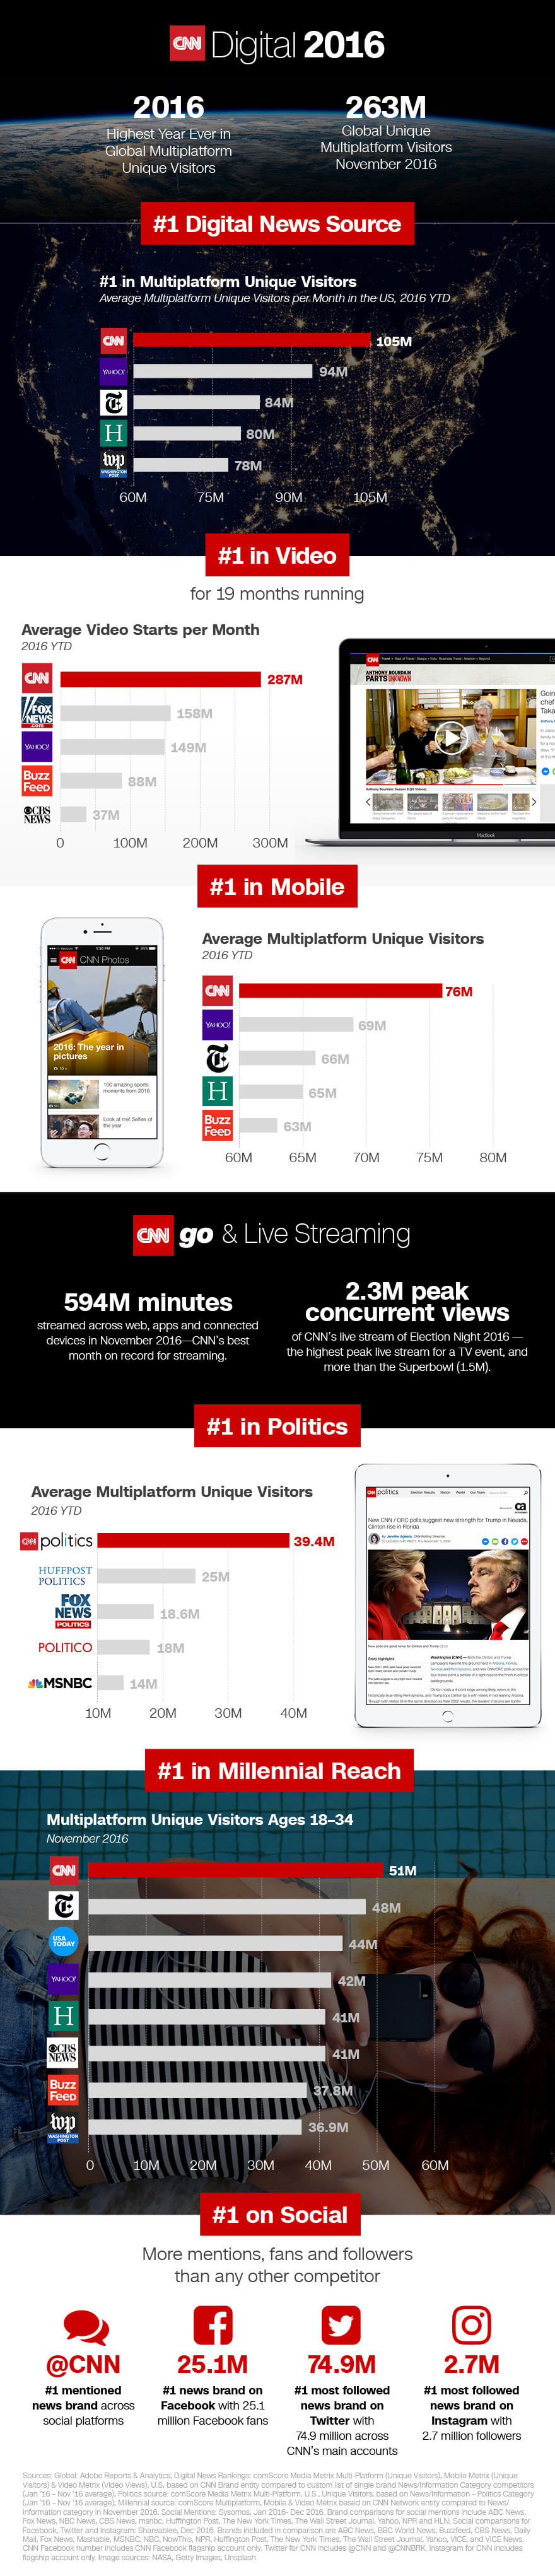 CNN Digital 2016
2016
Highest Year Ever in
Global Multiplatform
Unique Visitors
263M
Global Unique
Multiplatform Visitors
November 2016
#1 Digital News Source
#1 in Multiplatform Unique Visitors
Average Multiplatform Unique Visitors per Month in the US, 2016 YTD
CNN 105M
YAHOO! 94M
T 84M
H 80M
wp WASHINGTON POST 78M
60M 75M 90M 105M
#1 in Video
for 19 months running
Average Video Starts per Month
2016 YTD
CNN 287M
FOX NEWS .com 158M
YAHOO! 149M
Buzz Feed 88M
CBS NEWS 37M
0 100M 200M 300M
CNN
ANTHONY BOURDAIN
PARTS UNKNOWN
Goin
chef
Taka
MacBook
#1 in Mobile
CNN CNN Photos
2016: The year in
pictures
100 amazing sports
moments from 2016
Look at me! Selfies of
the year
Average Multiplatform Unique Visitors
2016 YTD
CNN 76M
YAHOO! 69M
T 66M
H 65M
Buzz Feed 63M
60M 65M 70M 75M 80M
CNN go & Live Streaming
594M minutes
streamed across web, apps and connected
devices in November 2016—CNN's best
month on record for streaming.
2.3M peak
concurrent views
of CNN's live stream of Election Night 2016 —
the highest peak live stream for a TV event, and
more than the Superbowl (1.5M).
#1 in Politics
Average Multiplatform Unique Visitors
2016 YTD
CNN politics 39.4M
HUFFPOST POLITICS 25M
FOX NEWS POLITICS 18.6M
POLITICO 18M
MSNBC 14M
10M 20M 30M 40M
CNN politics
New CNN / ORC polls suggest new strength for Trump in Nevada,
Clinton rise in Florida
Story highlights
#1 in Millennial Reach
Multiplatform Unique Visitors Ages 18–34
November 2016
CNN 51M
T 48M
USA TODAY 44M
YAHOO! 42M
H 41M
CBS NEWS 41M
Buzz Feed 37.8M
wp WASHINGTON POST 36.9M
0 10M 20M 30M 40M 50M 60M
#1 on Social
More mentions, fans and followers
than any other competitor
@CNN
#1 mentioned
news brand across
social platforms
25.1M
#1 news brand on
Facebook with 25.1
million Facebook fans
74.9M
#1 most followed
news brand on
Twitter with
74.9 million across
CNN's main accounts
2.7M
#1 most followed
news brand on
Instagram with
2.7 million followers
Sources: Global: Adobe Reports & Analytics; Digital News Rankings: comScore Media Metrix Multi-Platform (Unique Visitors), Mobile Metrix (Unique
Visitors) & Video Metrix (Video Views), U.S, based on CNN Brand entity compared to custom list of single brand News/Information Category competitors
(Jan '16 – Nov '16 average); Politics source: comScore Media Metrix Multi-Platform, U.S., Unique Visitors, based on News/Information – Politics Category
(Jan '16 – Nov '16 average); Millennial source: comScore Multiplatform, Mobile & Video Metrix based on CNN Network entity compared to News/
Information category in November 2016; Social Mentions: Sysomos, Jan 2016- Dec 2016. Brand comparisons for social mentions include ABC News,
Fox News, NBC News, CBS News, msnbc, Huffington Post, The New York Times, The Wall Street Journal, Yahoo, NPR and HLN. Social comparisons for
Facebook, Twitter and Instagram: Shareablee, Dec 2016. Brands included in comparison are ABC News, BBC World News, Buzzfeed, CBS News, Daily
Mail, Fox News, Mashable, MSNBC, NBC, NowThis, NPR, Huffington Post, The New York Times, The Wall Street Journal, Yahoo, VICE, and VICE News.
CNN Facebook number includes CNN Facebook flagship account only. Twitter for CNN includes @CNN and @CNNBRK. Instagram for CNN includes
flagship account only. Image sources: NASA, Getty Images, Unsplash.